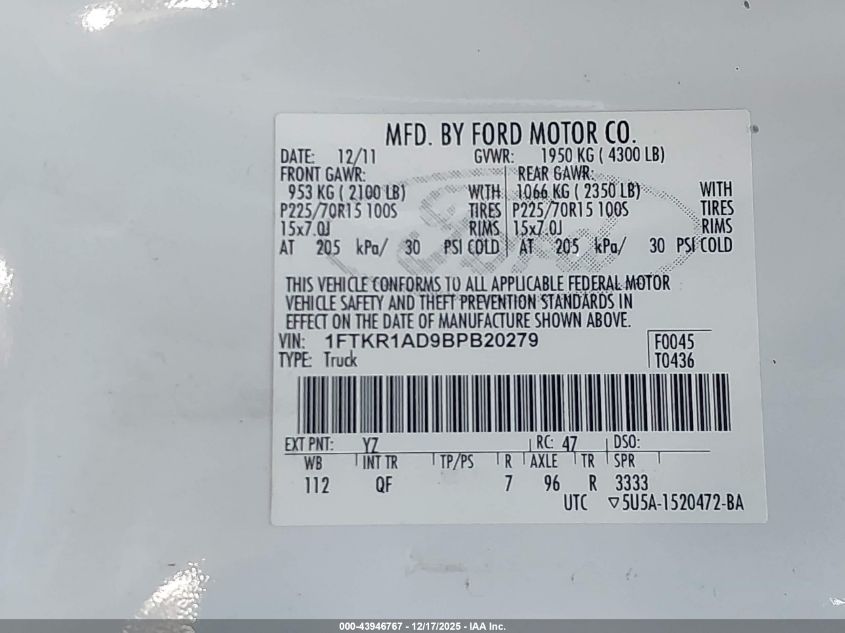 MFD. BY FORD MOTOR CO.
DATE: 12/11 GVWR: 1950 KG ( 4300 LB)
FRONT GAWR: REAR GAWR:
953 KG ( 2100 LB) WITH 1066 KG ( 2350 LB) WITH
P225/70R15 100S TIRES P225/70R15 100S TIRES
15x7.0J RIMS 15x7.0J RIMS
AT 205 kPa/ 30 PSI COLD AT 205 kPa/ 30 PSI COLD
THIS VEHICLE CONFORMS TO ALL APPLICABLE FEDERAL MOTOR
VEHICLE SAFETY AND THEFT PREVENTION STANDARDS IN
EFFECT ON THE DATE OF MANUFACTURE SHOWN ABOVE.
VIN: 1FTKR1AD9BPB20279 F0045
TYPE: Truck T0436
EXT PNT: YZ RC: 47 DSO:
WB INT TR TP/PS R AXLE TR SPR
112 QF 7 96 R 3333
UTC ▽5U5A-1520472-BA
000-43946767 - 12/17/2025 - IAA Inc.